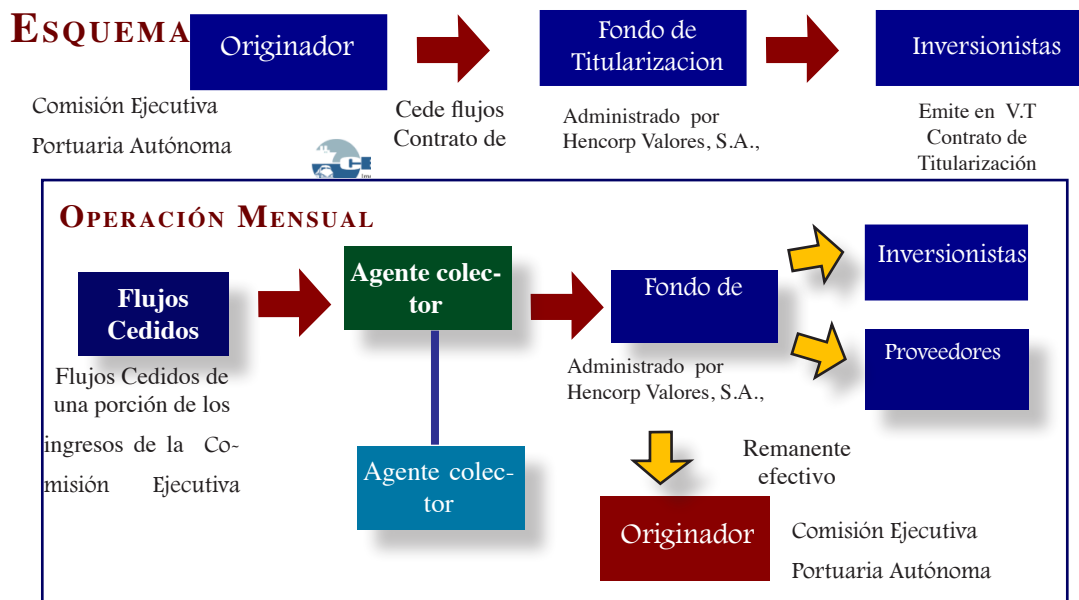 ESQUEMA
Originador
Fondo de
Titularizacion
Inversionistas
Comisión Ejecutiva
Portuaria Autónoma
Cede flujos
Contrato de
Administrado por
Hencorp Valores, S.A.,
Emite en V.T
Contrato de
Titularización
OPERACIÓN MENSUAL
Flujos
Cedidos
Agente colec-
tor
Fondo de
Inversionistas
Proveedores
Flujos Cedidos de
una porción de los
ingresos de la Co-
misión Ejecutiva
Administrado por
Hencorp Valores, S.A.,
Agente colec-
tor
Remanente
efectivo
Originador
Comisión Ejecutiva
Portuaria Autónoma